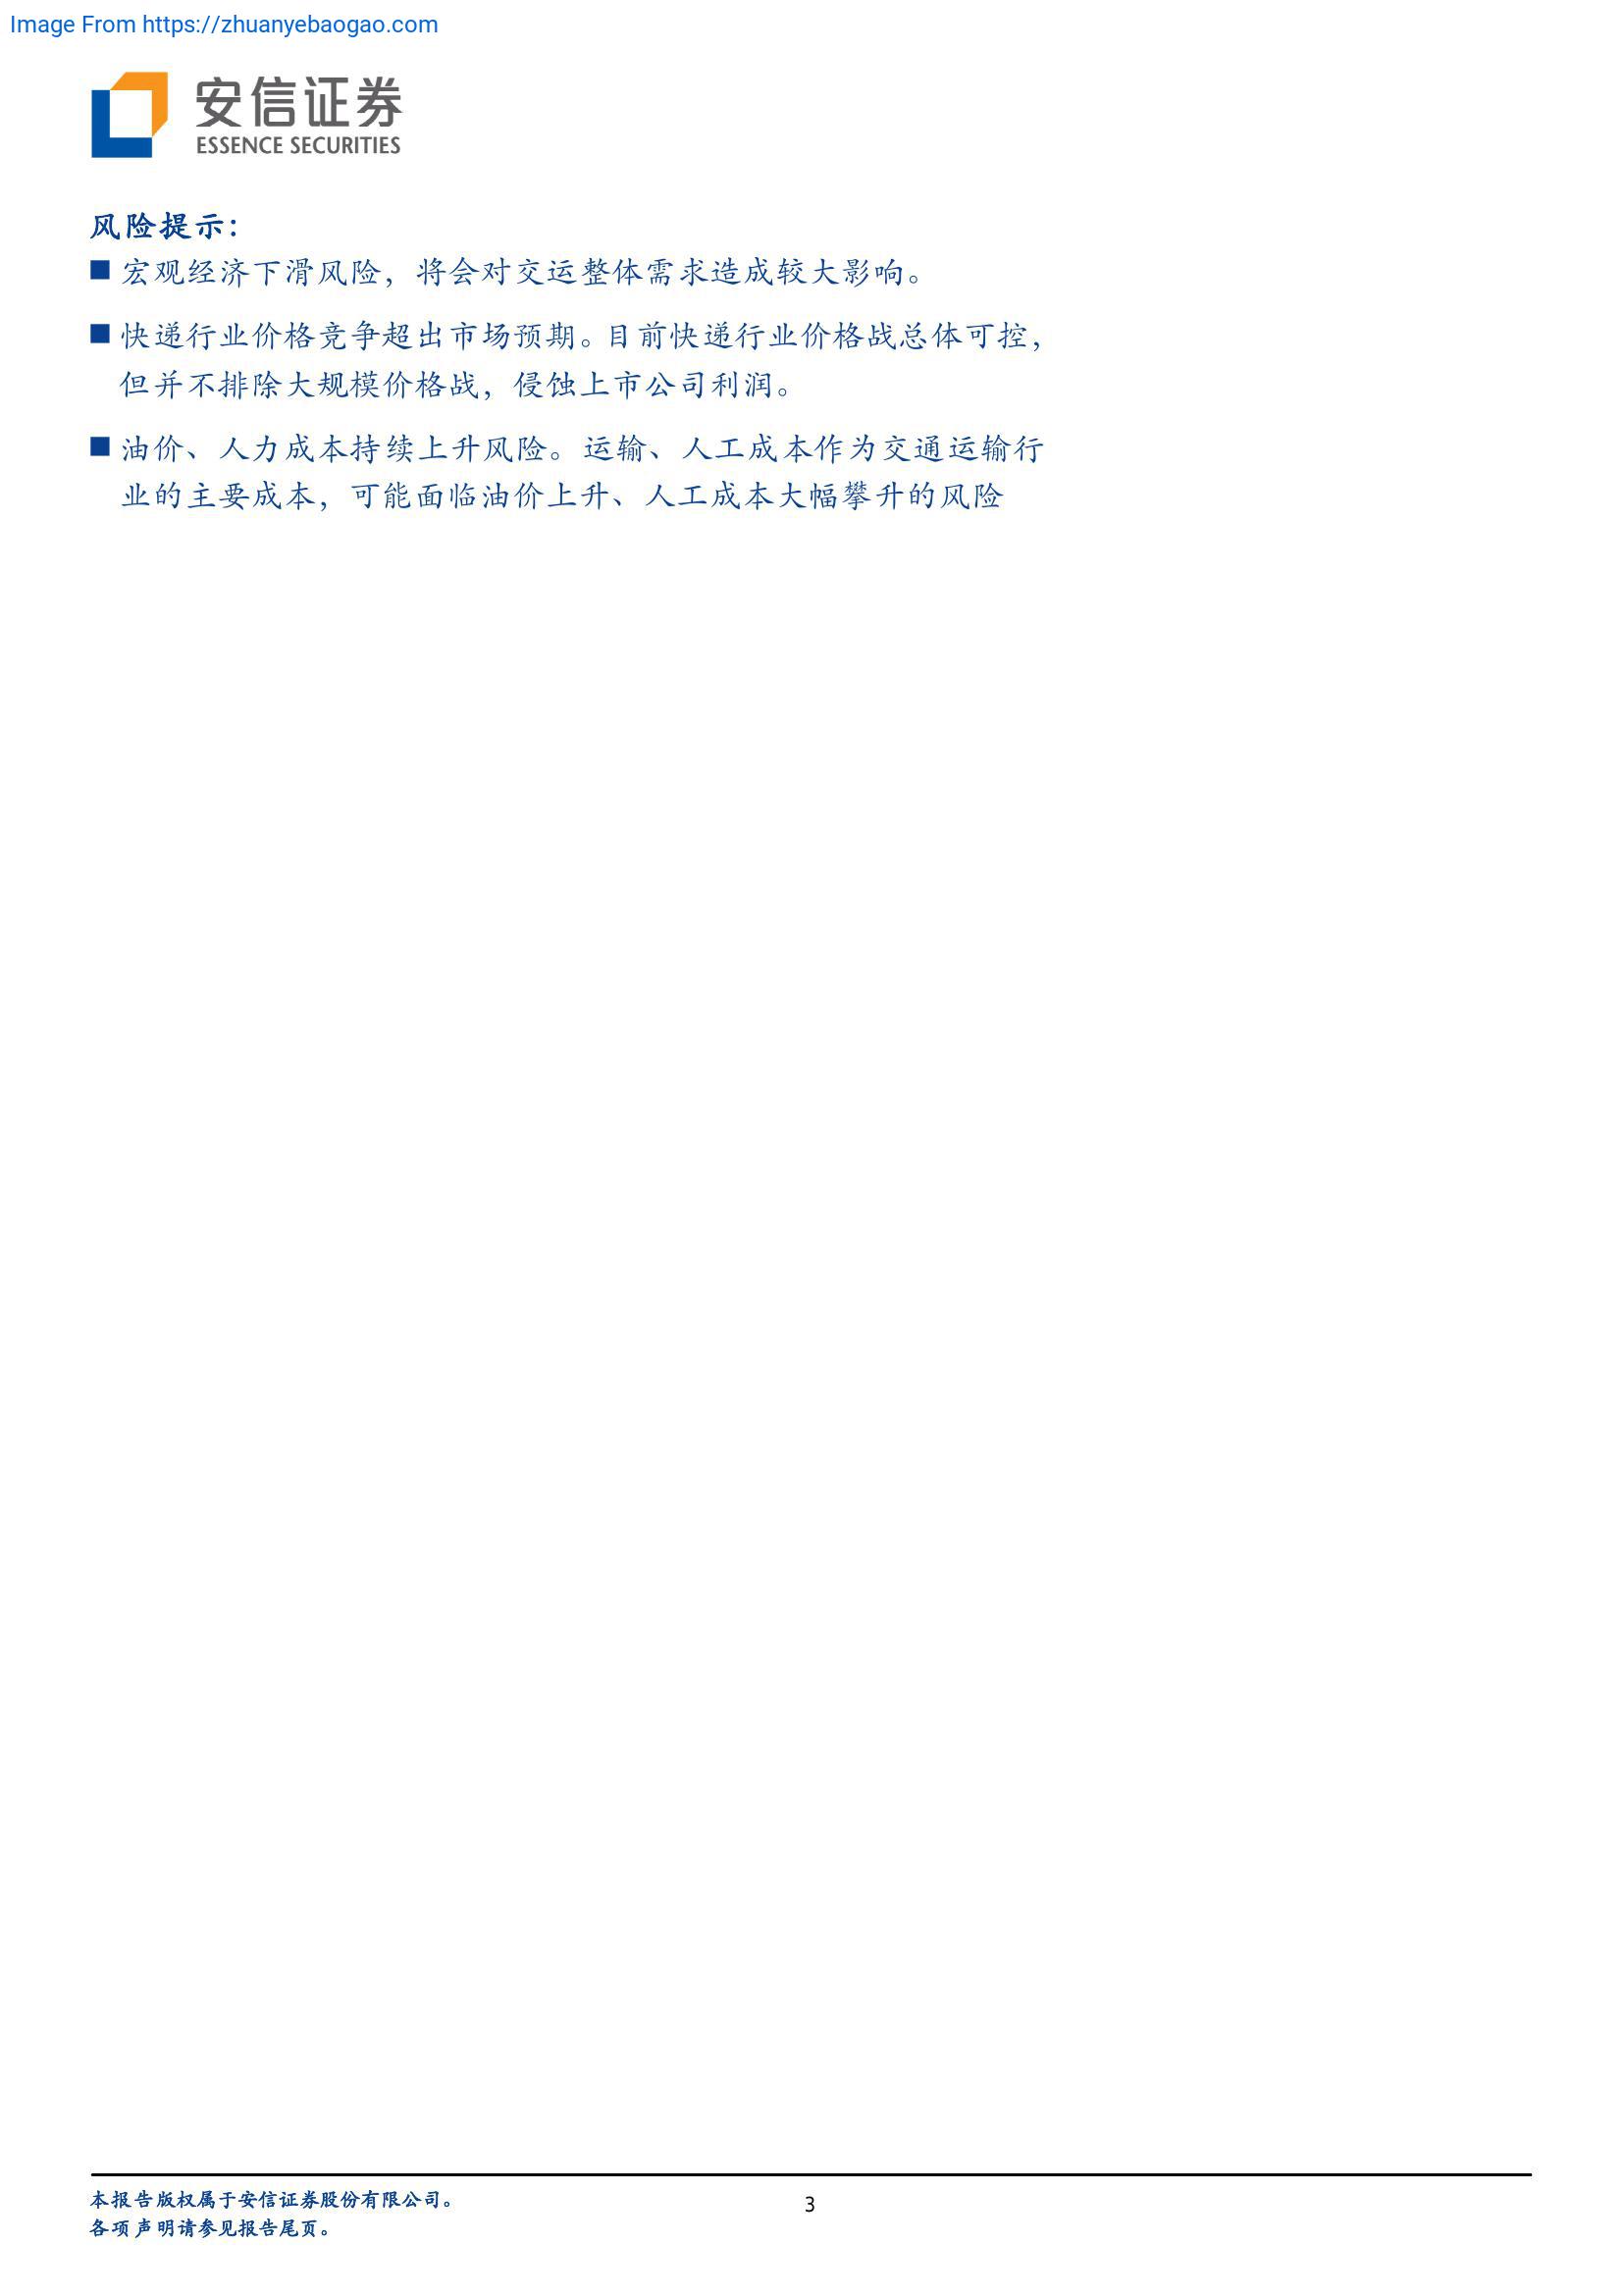 Image From https://zhuanyebaogao.com
安信证券
ESSENCE SECURITIES
风险提示：
■ 宏观经济下滑风险，将会对交运整体需求造成较大影响。
■ 快递行业价格竞争超出市场预期。目前快递行业价格战总体可控，
但并不排除大规模价格战，侵蚀上市公司利润。
■ 油价、人力成本持续上升风险。运输、人工成本作为交通运输行
业的主要成本，可能面临油价上升、人工成本大幅攀升的风险
本报告版权属于安信证券股份有限公司。
3
各项声明请参见报告尾页。